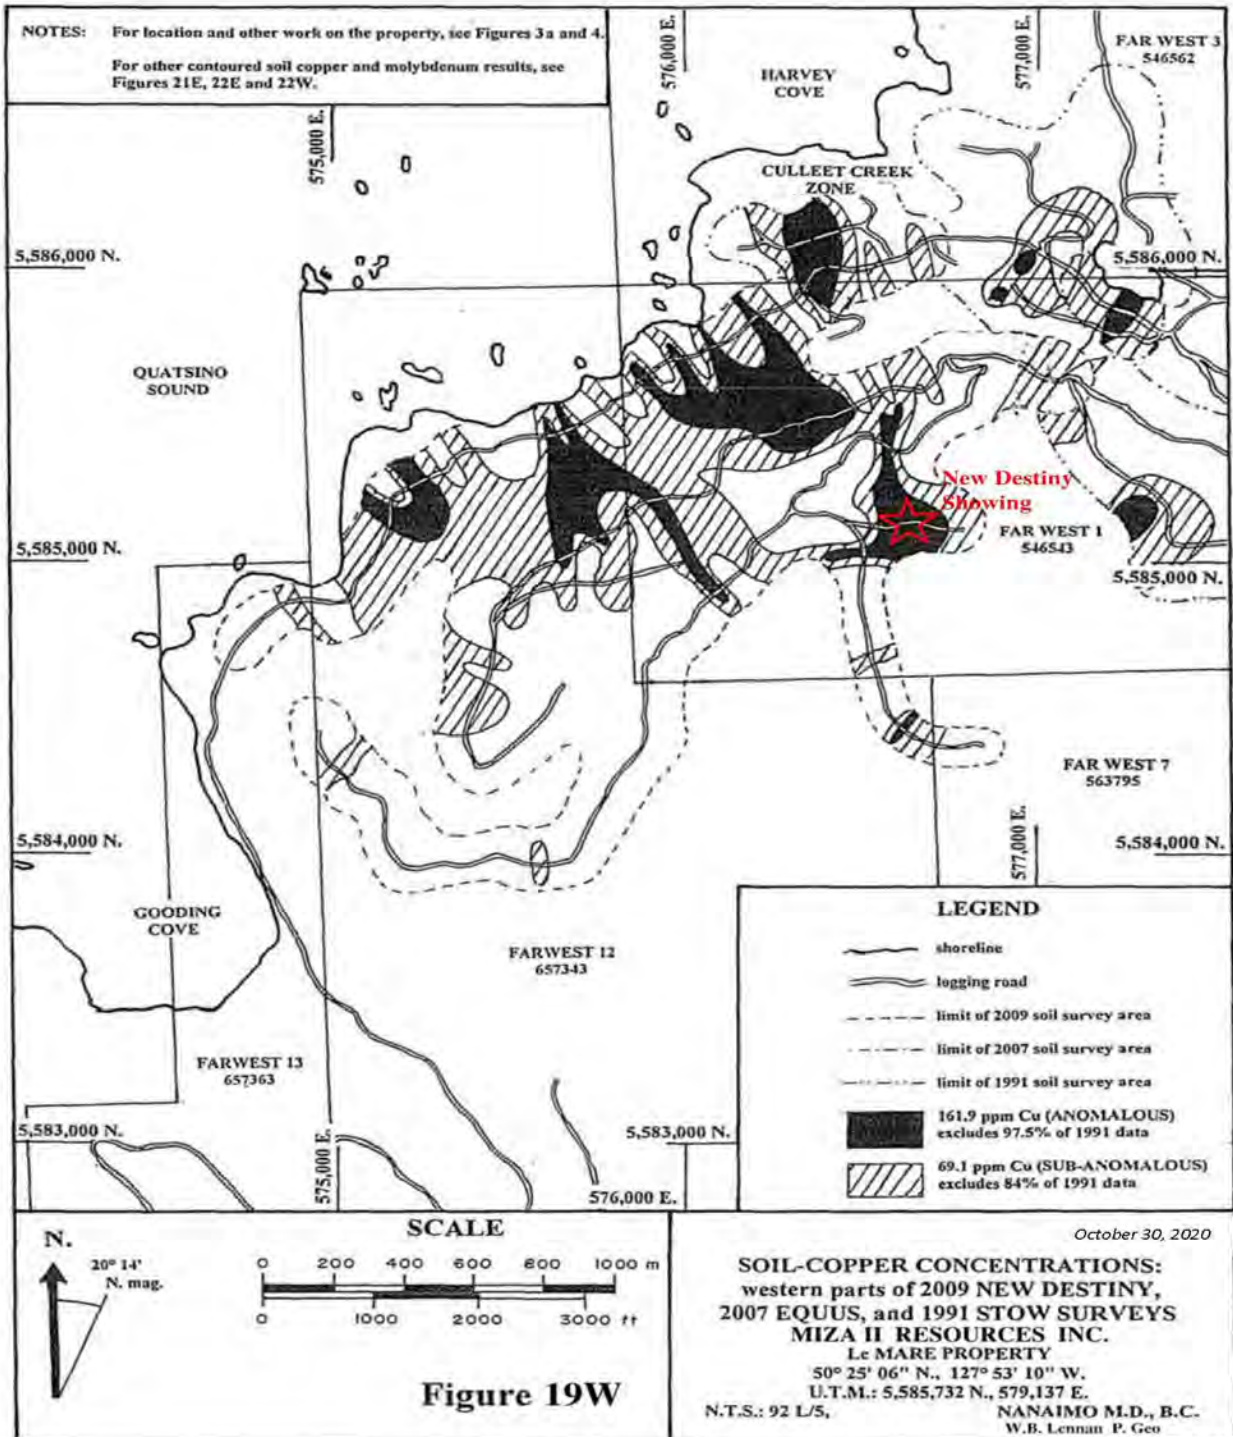 NOTES: For location and other work on the property, see Figures 3a and 4.
For other contoured soil copper and molybdenum results, see
Figures 21E, 22E and 22W.
575,000 E.
576,000 E.
577,000 E.
FAR WEST 3
546562
HARVEY
COVE
CULLEET CREEK
ZONE
5,586,000 N.
5,586,000 N.
QUATSINO
SOUND
New Destiny
Showing
FAR WEST 1
546543
5,585,000 N.
5,585,000 N.
FAR WEST 7
563795
5,584,000 N.
577,000 E.
5,584,000 N.
GOODING
COVE
FARWEST 12
657343
FARWEST 13
657363
5,583,000 N.
575,000 E.
5,583,000 N.
576,000 E.
LEGEND
shoreline
logging road
limit of 2009 soil survey area
limit of 2007 soil survey area
limit of 1991 soil survey area
161.9 ppm Cu (ANOMALOUS)
excludes 97.5% of 1991 data
69.1 ppm Cu (SUB-ANOMALOUS)
excludes 84% of 1991 data
N.
20° 14'
N. mag.
SCALE
0 200 400 600 800 1000 m
0 1000 2000 3000 ft
Figure 19W
October 30, 2020
SOIL-COPPER CONCENTRATIONS:
western parts of 2009 NEW DESTINY,
2007 EQUUS, and 1991 STOW SURVEYS
MIZA II RESOURCES INC.
Le MARE PROPERTY
50° 25' 06" N., 127° 53' 10" W.
U.T.M.: 5,585,732 N., 579,137 E.
N.T.S.: 92 L/5, NANAIMO M.D., B.C.
W.B. Lennan P. Geo